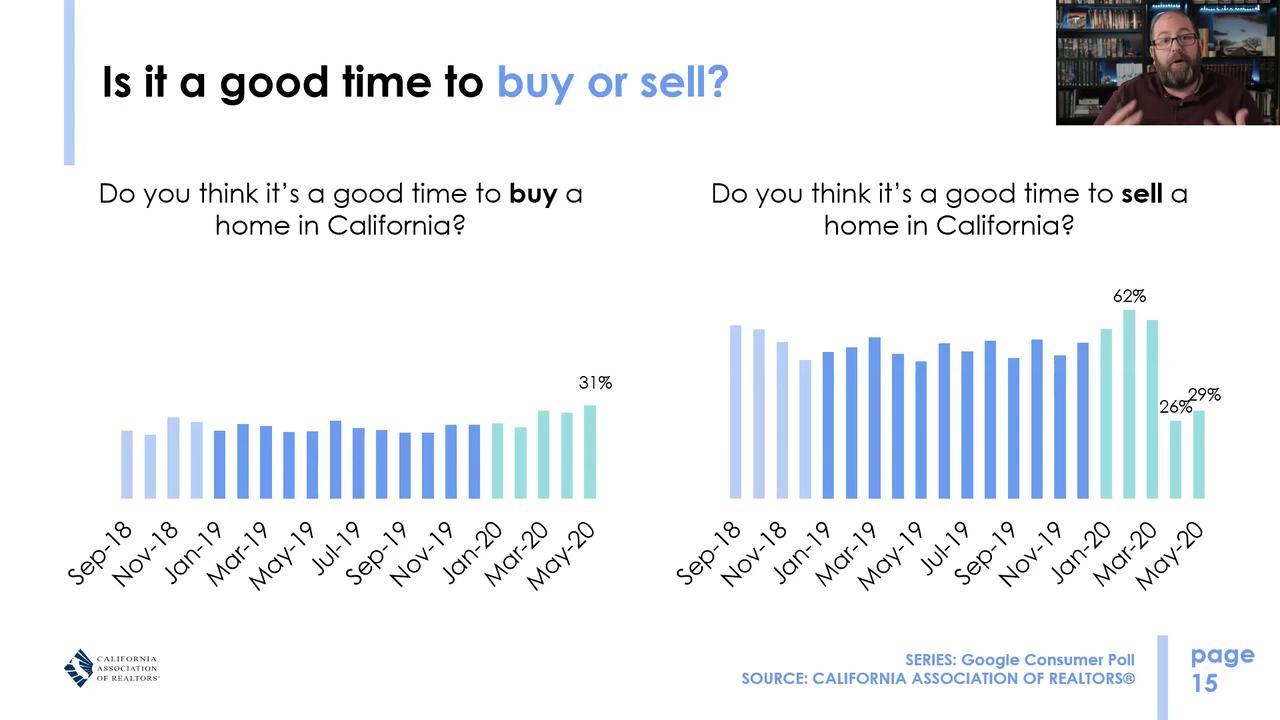 Is it a good time to buy or sell?
Do you think it's a good time to buy a
home in California?
31%
Sep-18
Nov-18
Jan-19
Mar-19
May-19
Jul-19
Sep-19
Nov-19
Jan-20
Mar-20
May-20
Do you think it's a good time to sell a
home in California?
62%
26%
29%
Sep-18
Nov-18
Jan-19
Mar-19
May-19
Jul-19
Sep-19
Nov-19
Jan-20
Mar-20
May-20
CALIFORNIA
ASSOCIATION
OF REALTORS®
SERIES: Google Consumer Poll
SOURCE: CALIFORNIA ASSOCIATION OF REALTORS®
page
15